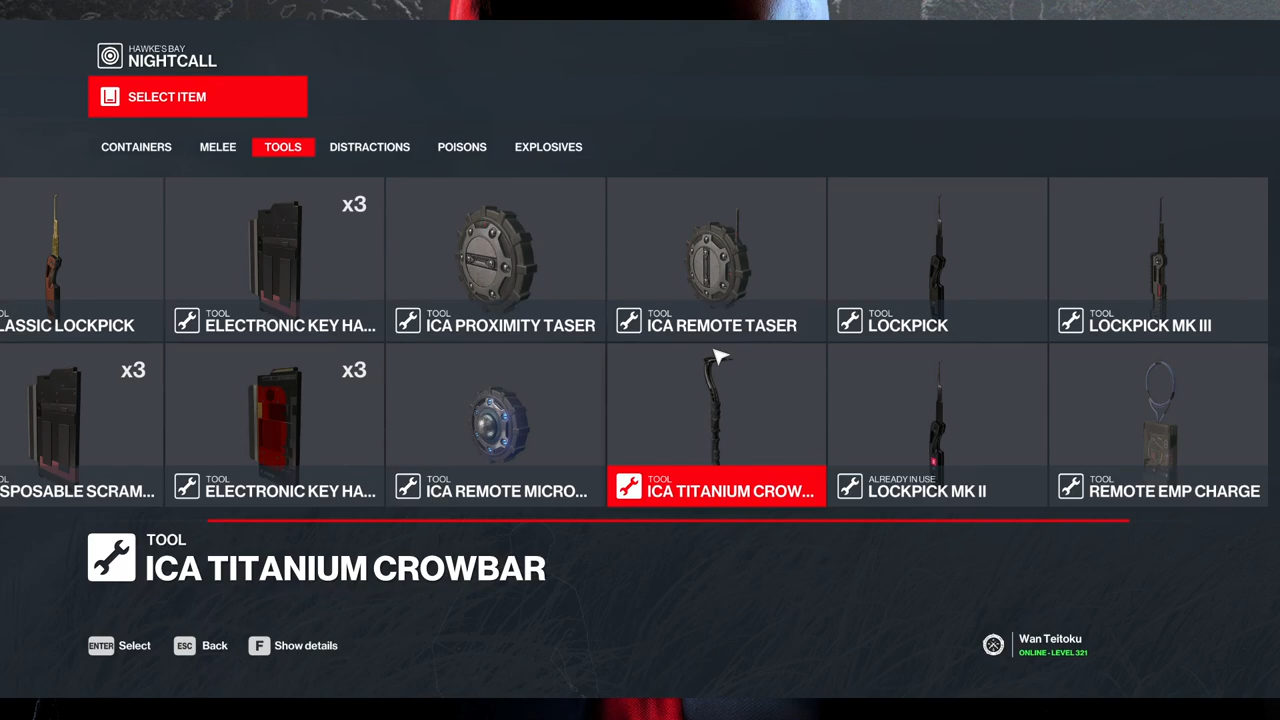 HAWKE'S BAY
NIGHTCALL
SELECT ITEM
CONTAINERS MELEE TOOLS DISTRACTIONS POISONS EXPLOSIVES
OL
LASSIC LOCKPICK
x3
TOOL
ELECTRONIC KEY HA...
TOOL
ICA PROXIMITY TASER
TOOL
ICA REMOTE TASER
TOOL
LOCKPICK
TOOL
LOCKPICK MK III
x3
OL
SPOSABLE SCRAM...
x3
TOOL
ELECTRONIC KEY HA...
TOOL
ICA REMOTE MICRO...
TOOL
ICA TITANIUM CROW...
ALREADY IN USE
LOCKPICK MK II
TOOL
REMOTE EMP CHARGE
TOOL
ICA TITANIUM CROWBAR
ENTER Select ESC Back F Show details
Wan Teitoku
ONLINE - LEVEL 321